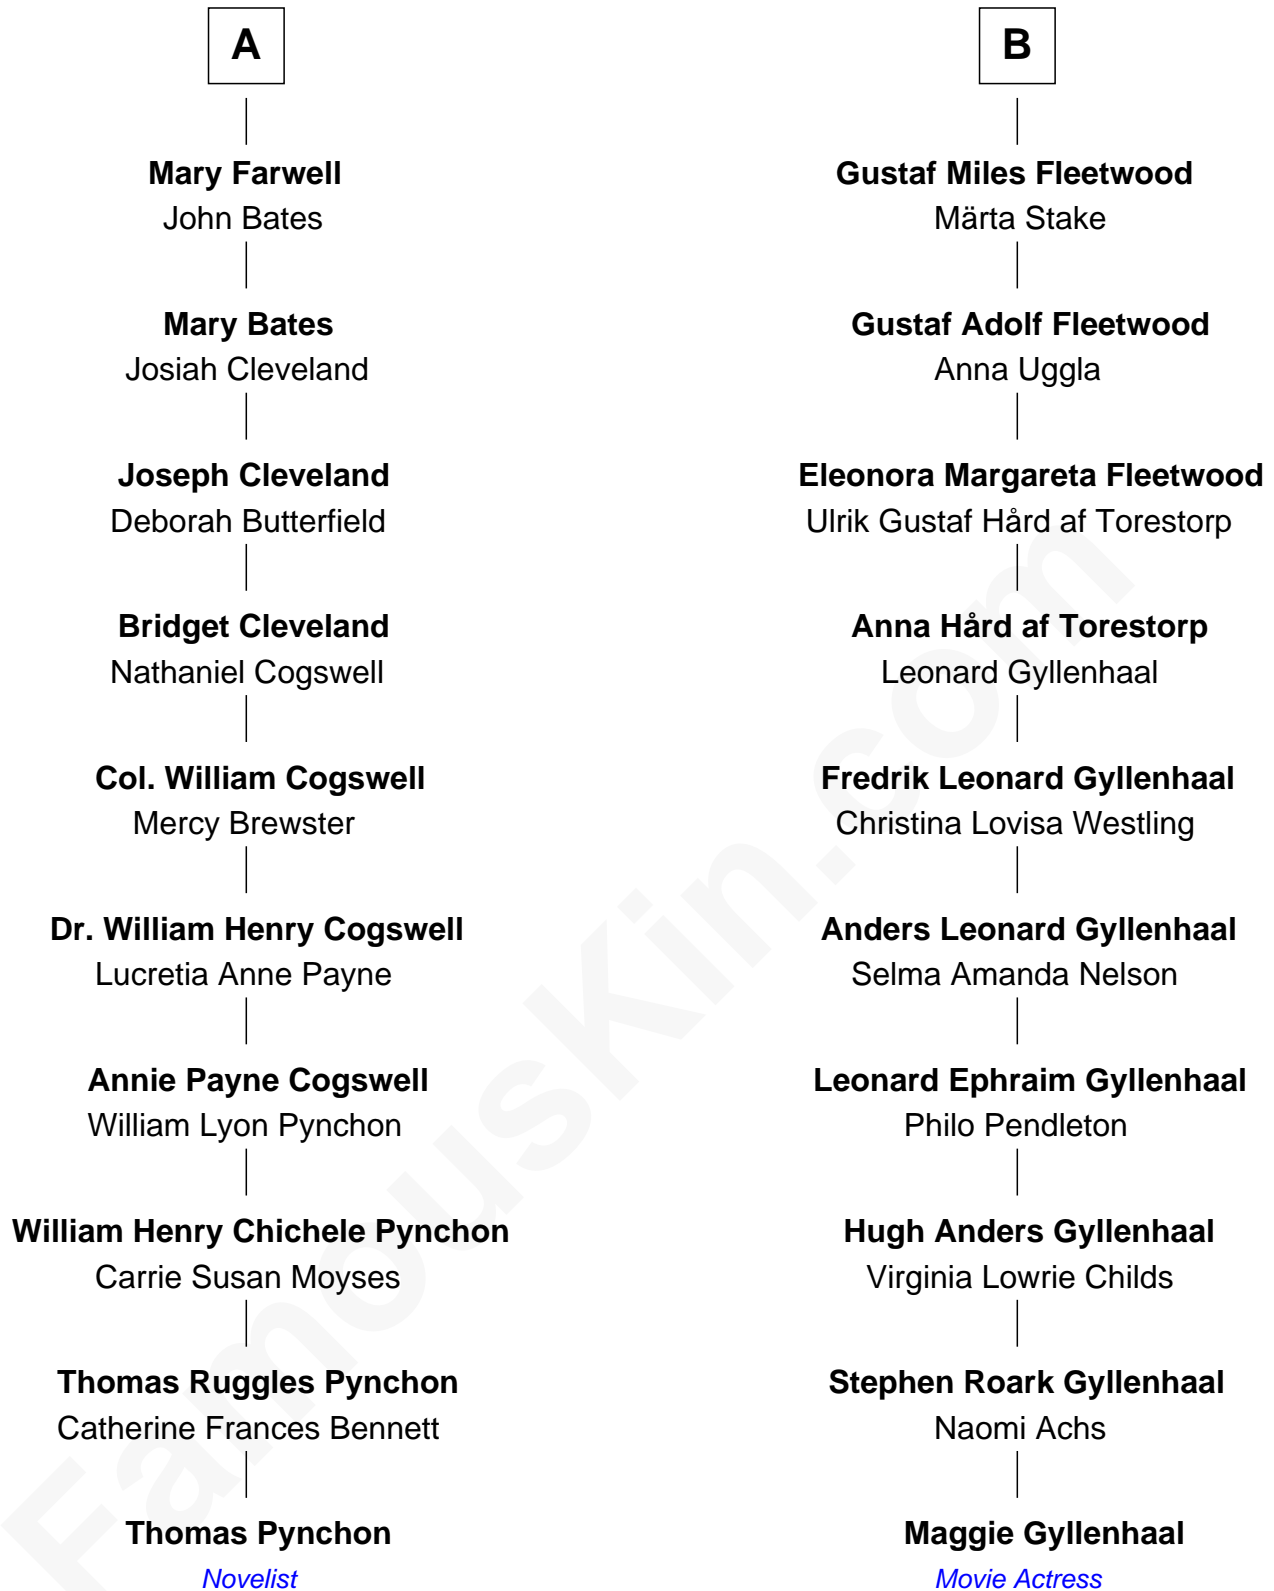 A
Mary Farwell
John Bates
Mary Bates
Josiah Cleveland
Joseph Cleveland
Deborah Butterfield
Bridget Cleveland
Nathaniel Cogswell
Col. William Cogswell
Mercy Brewster
Dr. William Henry Cogswell
Lucretia Anne Payne
Annie Payne Cogswell
William Lyon Pynchon
William Henry Chichele Pynchon
Carrie Susan Moyses
Thomas Ruggles Pynchon
Catherine Frances Bennett
Thomas Pynchon
Novelist
B
Gustaf Miles Fleetwood
Märta Stake
Gustaf Adolf Fleetwood
Anna Uggla
Eleonora Margareta Fleetwood
Ulrik Gustaf Hård af Torestorp
Anna Hård af Torestorp
Leonard Gyllenhaal
Fredrik Leonard Gyllenhaal
Christina Lovisa Westling
Anders Leonard Gyllenhaal
Selma Amanda Nelson
Leonard Ephraim Gyllenhaal
Philo Pendleton
Hugh Anders Gyllenhaal
Virginia Lowrie Childs
Stephen Roark Gyllenhaal
Naomi Achs
Maggie Gyllenhaal
Movie Actress
FamousKin.com